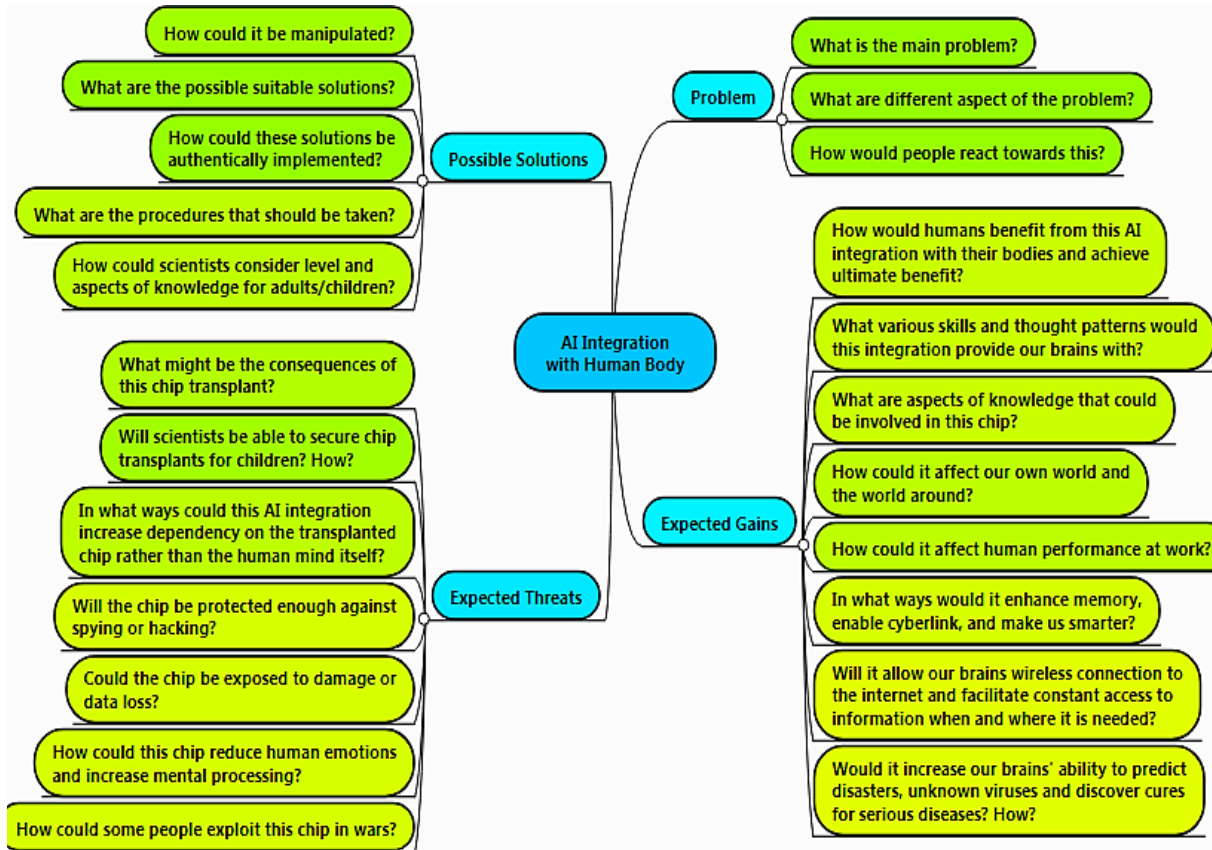 AI Integration
with Human Body
Problem
What is the main problem?
What are different aspect of the problem?
How would people react towards this?
Expected Gains
How would humans benefit from this AI
integration with their bodies and achieve
ultimate benefit?
What various skills and thought patterns would
this integration provide our brains with?
What are aspects of knowledge that could
be involved in this chip?
How could it affect our own world and
the world around?
How could it affect human performance at work?
In what ways would it enhance memory,
enable cyberlink, and make us smarter?
Will it allow our brains wireless connection to
the internet and facilitate constant access to
information when and where it is needed?
Would it increase our brains' ability to predict
disasters, unknown viruses and discover cures
for serious diseases? How?
Possible Solutions
How could it be manipulated?
What are the possible suitable solutions?
How could these solutions be
authentically implemented?
What are the procedures that should be taken?
How could scientists consider level and
aspects of knowledge for adults/children?
Expected Threats
What might be the consequences of
this chip transplant?
Will scientists be able to secure chip
transplants for children? How?
In what ways could this AI integration
increase dependency on the transplanted
chip rather than the human mind itself?
Will the chip be protected enough against
spying or hacking?
Could the chip be exposed to damage or
data loss?
How could this chip reduce human emotions
and increase mental processing?
How could some people exploit this chip in wars?